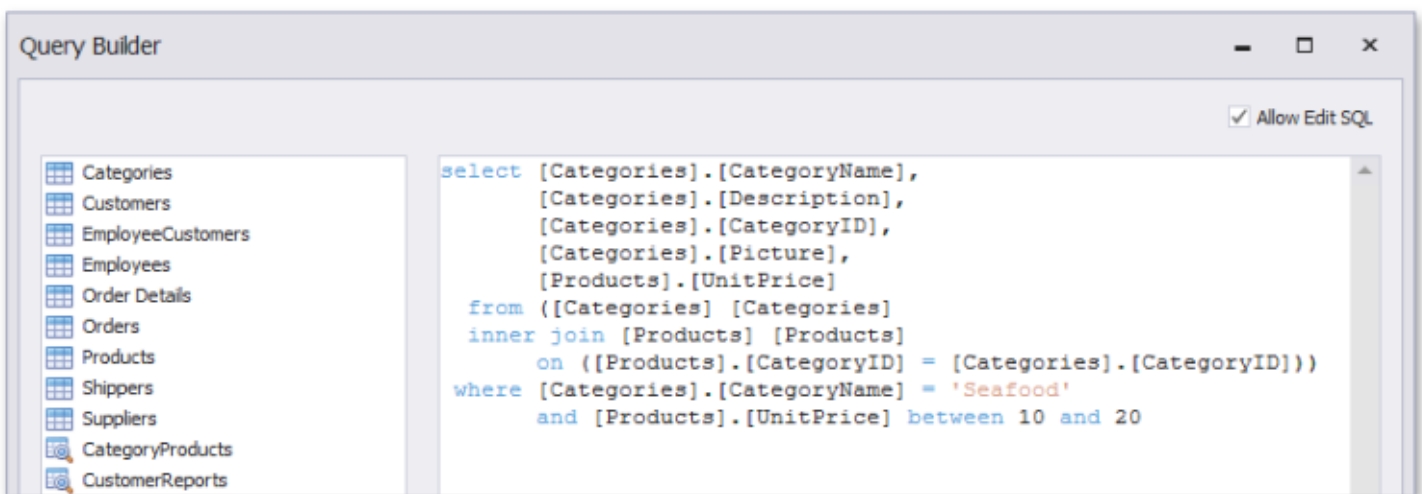 Query Builder
Allow Edit SQL
Categories
Customers
EmployeeCustomers
Employees
Order Details
Orders
Products
Shippers
Suppliers
CategoryProducts
CustomerReports
select [Categories].[CategoryName],
[Categories].[Description],
[Categories].[CategoryID],
[Categories].[Picture],
[Products].[UnitPrice]
from ([Categories] [Categories]
inner join [Products] [Products]
on ([Products].[CategoryID] = [Categories].[CategoryID]))
where [Categories].[CategoryName] = 'Seafood'
and [Products].[UnitPrice] between 10 and 20